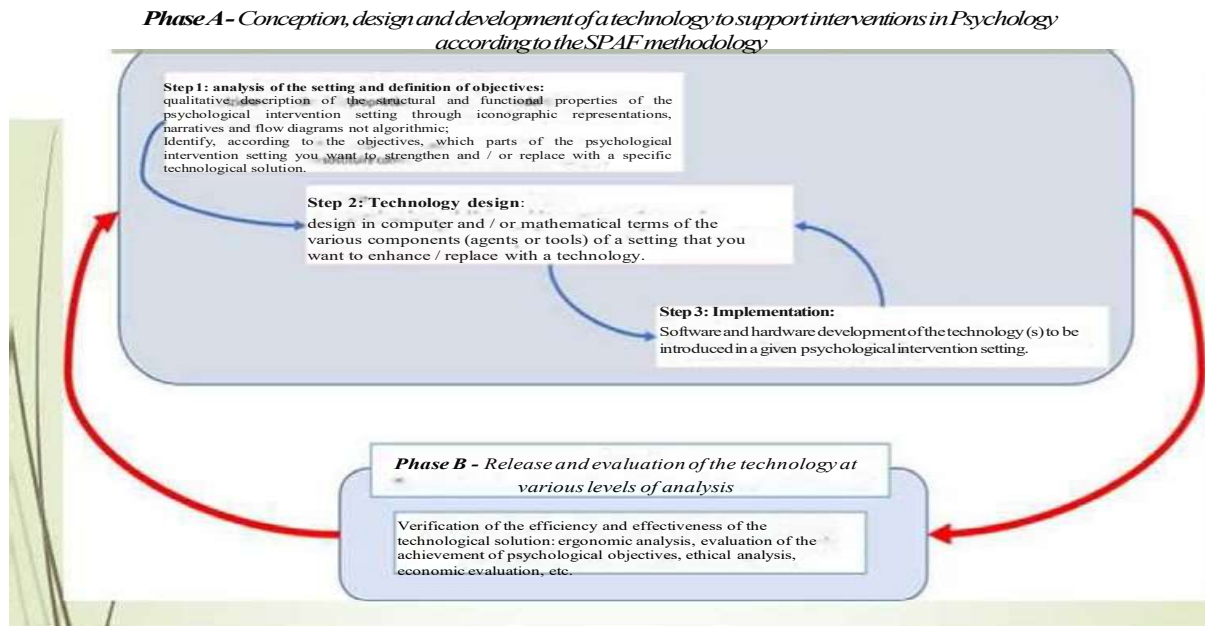 Phase A - Conception, design and development of a technology to support interventions in Psychology
according to the SPAF methodology
Step 1: analysis of the setting and definition of objectives:
qualitative description of the structural and functional properties of the
psychological intervention setting through iconographic representations,
narratives and flow diagrams not algorithmic;
Identify, according to the objectives, which parts of the psychological
intervention setting you want to strengthen and / or replace with a specific
technological solution.
Step 2: Technology design:
design in computer and / or mathematical terms of the
various components (agents or tools) of a setting that you
want to enhance / replace with a technology.
Step 3: Implementation:
Software and hardware development of the technology (s) to be
introduced in a given psychological intervention setting.
Phase B - Release and evaluation of the technology at
various levels of analysis
Verification of the efficiency and effectiveness of the
technological solution: ergonomic analysis, evaluation of the
achievement of psychological objectives, ethical analysis,
economic evaluation, etc.